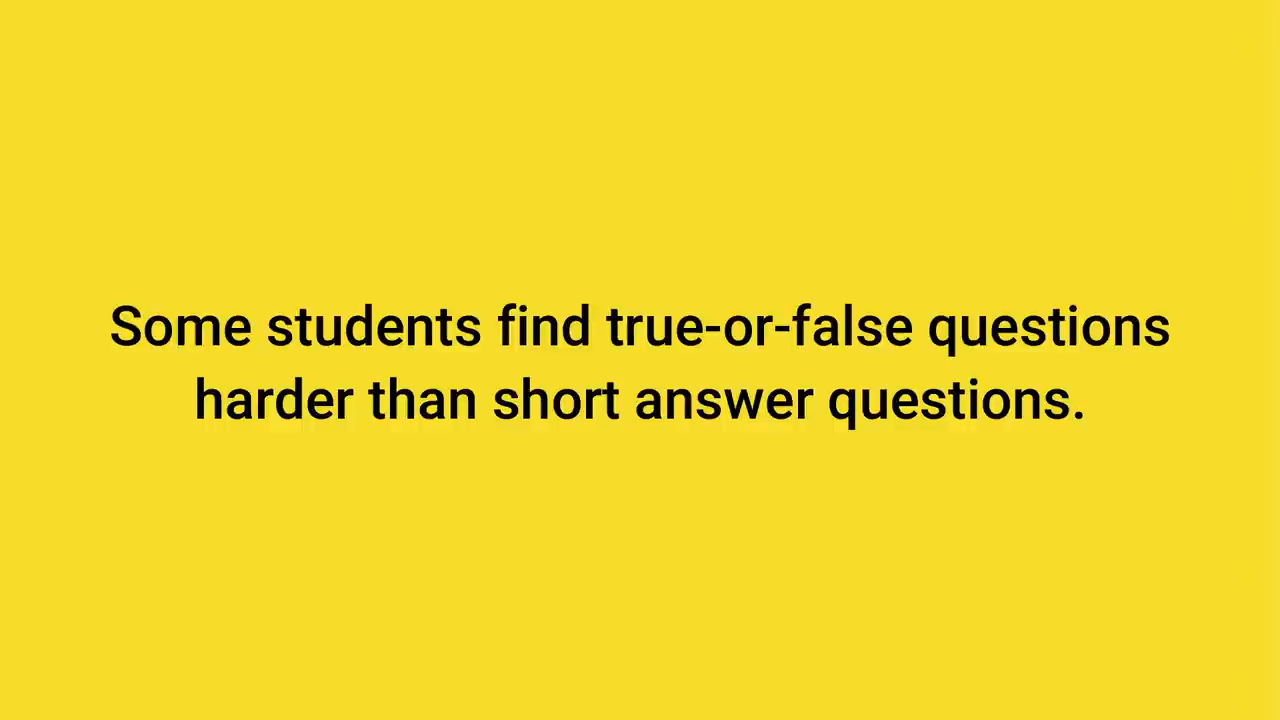 Some students find true-or-false questions
harder than short answer questions.